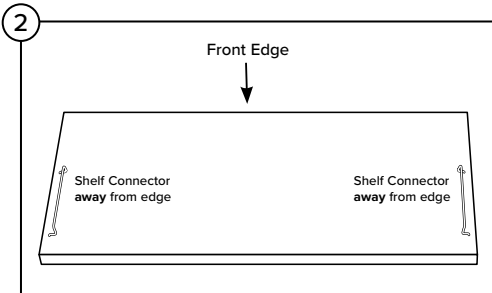 2
Front Edge
Shelf Connector
away from edge
Shelf Connector
away from edge